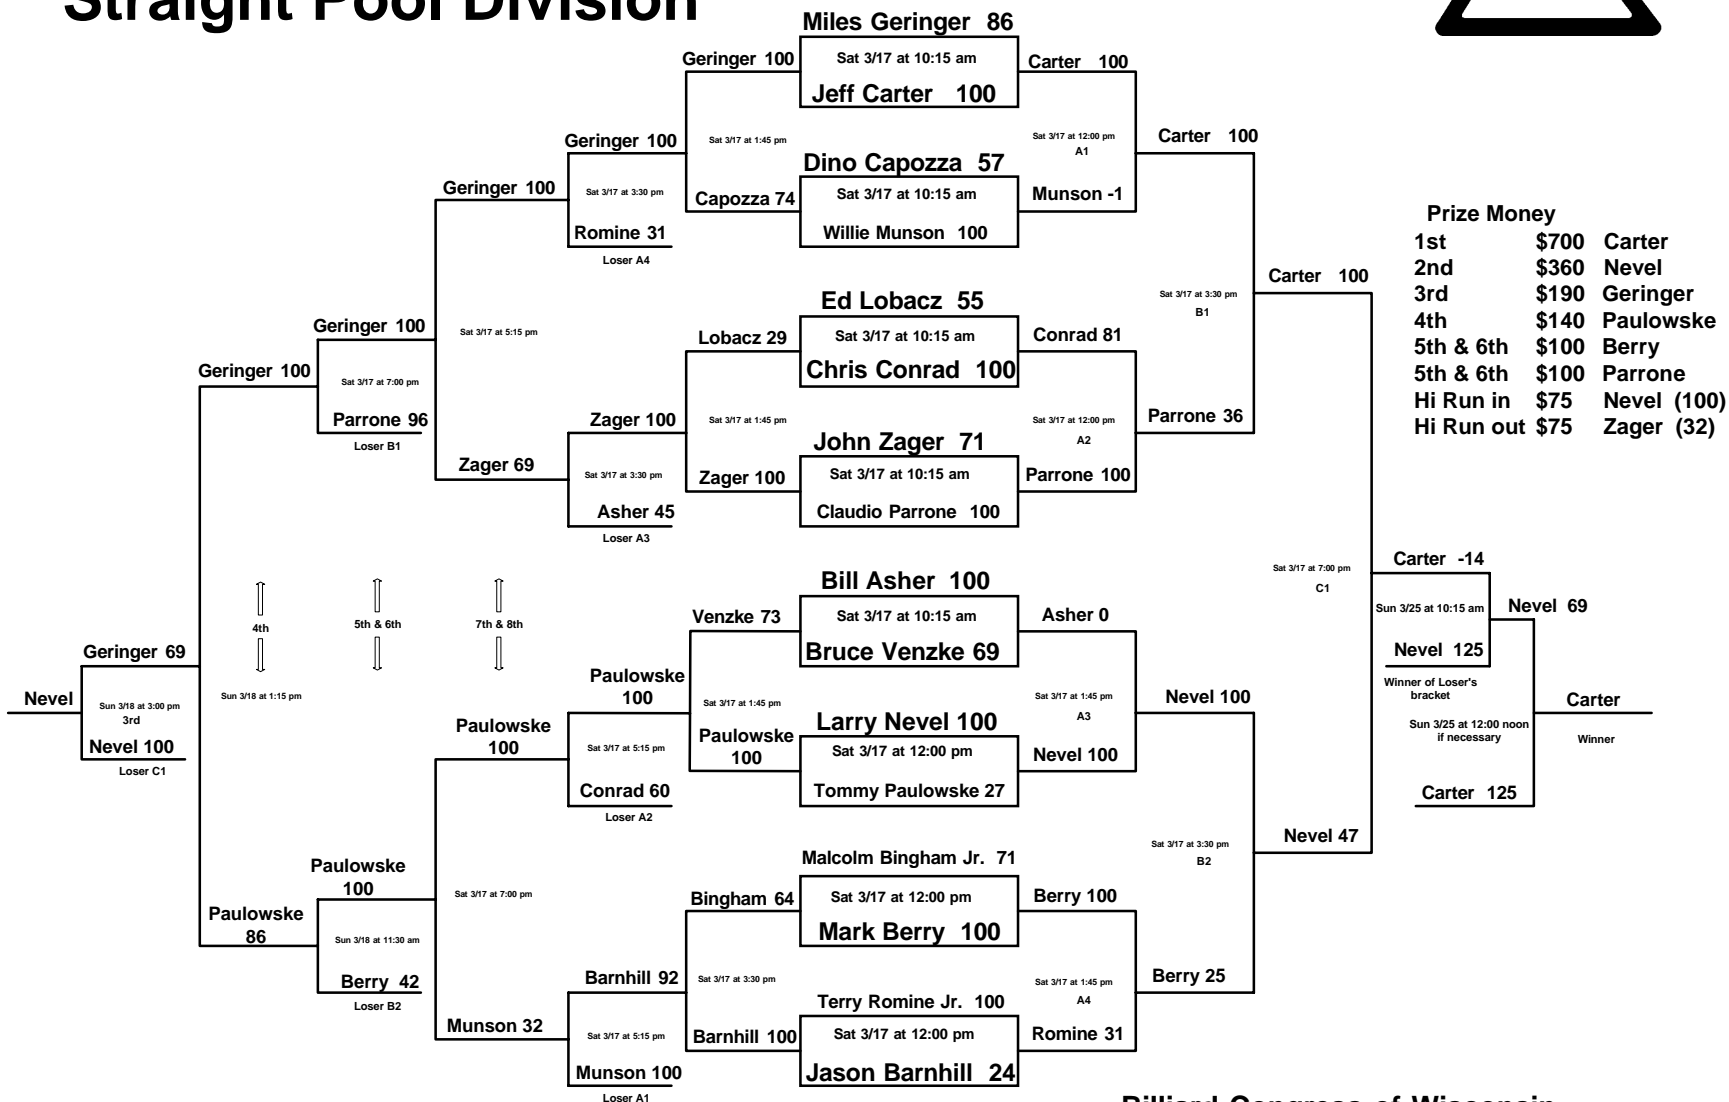 Straight Pool Division
Miles Geringer 86
Geringer 100
Sat 3/17 at 10:15 am
Carter 100
Jeff Carter 100
Geringer 100
Sat 3/17 at 1:45 pm
Sat 3/17 at 12:00 pm
A1
Carter 100
Dino Capozza 57
Geringer 100
Sat 3/17 at 3:30 pm
Capozza 74
Sat 3/17 at 10:15 am
Munson -1
Romine 31
Willie Munson 100
Loser A4
Prize Money
1st $700 Carter
2nd $360 Nevel
3rd $190 Geringer
4th $140 Paulowske
5th & 6th $100 Berry
5th & 6th $100 Parrone
Hi Run in $75 Nevel (100)
Hi Run out $75 Zager (32)
Carter 100
Sat 3/17 at 3:30 pm
B1
Ed Lobacz 55
Geringer 100
Sat 3/17 at 5:15 pm
Lobacz 29
Sat 3/17 at 10:15 am
Conrad 81
Geringer 100
Sat 3/17 at 7:00 pm
Chris Conrad 100
Parrone 96
Loser B1
Zager 100
Sat 3/17 at 1:45 pm
Sat 3/17 at 12:00 pm
A2
Parrone 36
John Zager 71
Zager 69
Sat 3/17 at 3:30 pm
Zager 100
Sat 3/17 at 10:15 am
Parrone 100
Asher 45
Claudio Parrone 100
Loser A3
Carter -14
Sat 3/17 at 7:00 pm
C1
Bill Asher 100
Venzke 73
Sat 3/17 at 10:15 am
Asher 0
Sun 3/25 at 10:15 am
Nevel 69
4th
5th & 6th
7th & 8th
Geringer 69
Bruce Venzke 69
Nevel 125
Winner of Loser's
bracket
Nevel
Sun 3/18 at 3:00 pm
3rd
Sun 3/18 at 1:15 pm
Paulowske
100
Sat 3/17 at 1:45 pm
Sat 3/17 at 1:45 pm
A3
Nevel 100
Carter
Winner
Sun 3/25 at 12:00 noon
if necessary
Nevel 100
Loser C1
Paulowske
100
Sat 3/17 at 5:15 pm
Paulowske
100
Larry Nevel 100
Sat 3/17 at 12:00 pm
Nevel 100
Conrad 60
Loser A2
Tommy Paulowske 27
Carter 125
Nevel 47
Sat 3/17 at 3:30 pm
B2
Paulowske
100
Malcolm Bingham Jr. 71
Sat 3/17 at 7:00 pm
Bingham 64
Sat 3/17 at 12:00 pm
Berry 100
Paulowske
86
Sun 3/18 at 11:30 am
Mark Berry 100
Berry 42
Loser B2
Barnhill 92
Sat 3/17 at 3:30 pm
Sat 3/17 at 1:45 pm
A4
Berry 25
Terry Romine Jr. 100
Munson 32
Sat 3/17 at 5:15 pm
Barnhill 100
Sat 3/17 at 12:00 pm
Romine 31
Munson 100
Jason Barnhill 24
Loser A1
Billiard Congress of Wisconsin